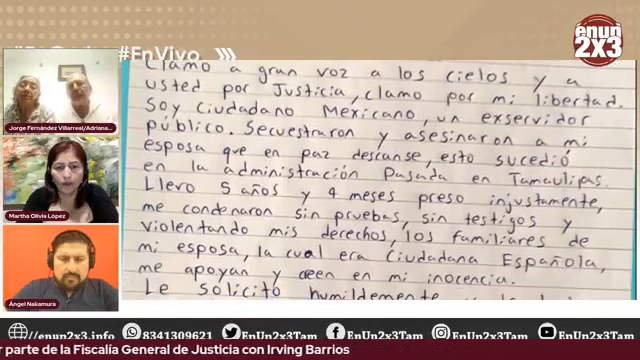 #EnVivo
énun
2x3
Jorge Fernández Villarreal/Adriana...
Martha Olivia López
Ángel Nakamura
Clamo a gran voz a los cielos y a
usted por Justicia, clamo por mi libertad.
Soy Ciudadano Mexicano, un exservidor
público. Secuestraron y asesinaron a mi
esposa que en paz descanse, esto sucedió
en la administración Pasada en Tamaulipas.
Llevo 5 años y 4 meses preso injustamente,
me condenaron sin pruebas, sin testigos y
violentando mis derechos, los familiares de
mi esposa, la cual era Ciudadana Española,
me apoyan y creen en mi inocencia.
Le solicito humildemente
//enun2x3.info
8341309621
EnUn2x3Tam
EnUn2x3Tam
EnUn2x3Tam
r parte de la Fiscalía General de Justicia con Irving Barrios